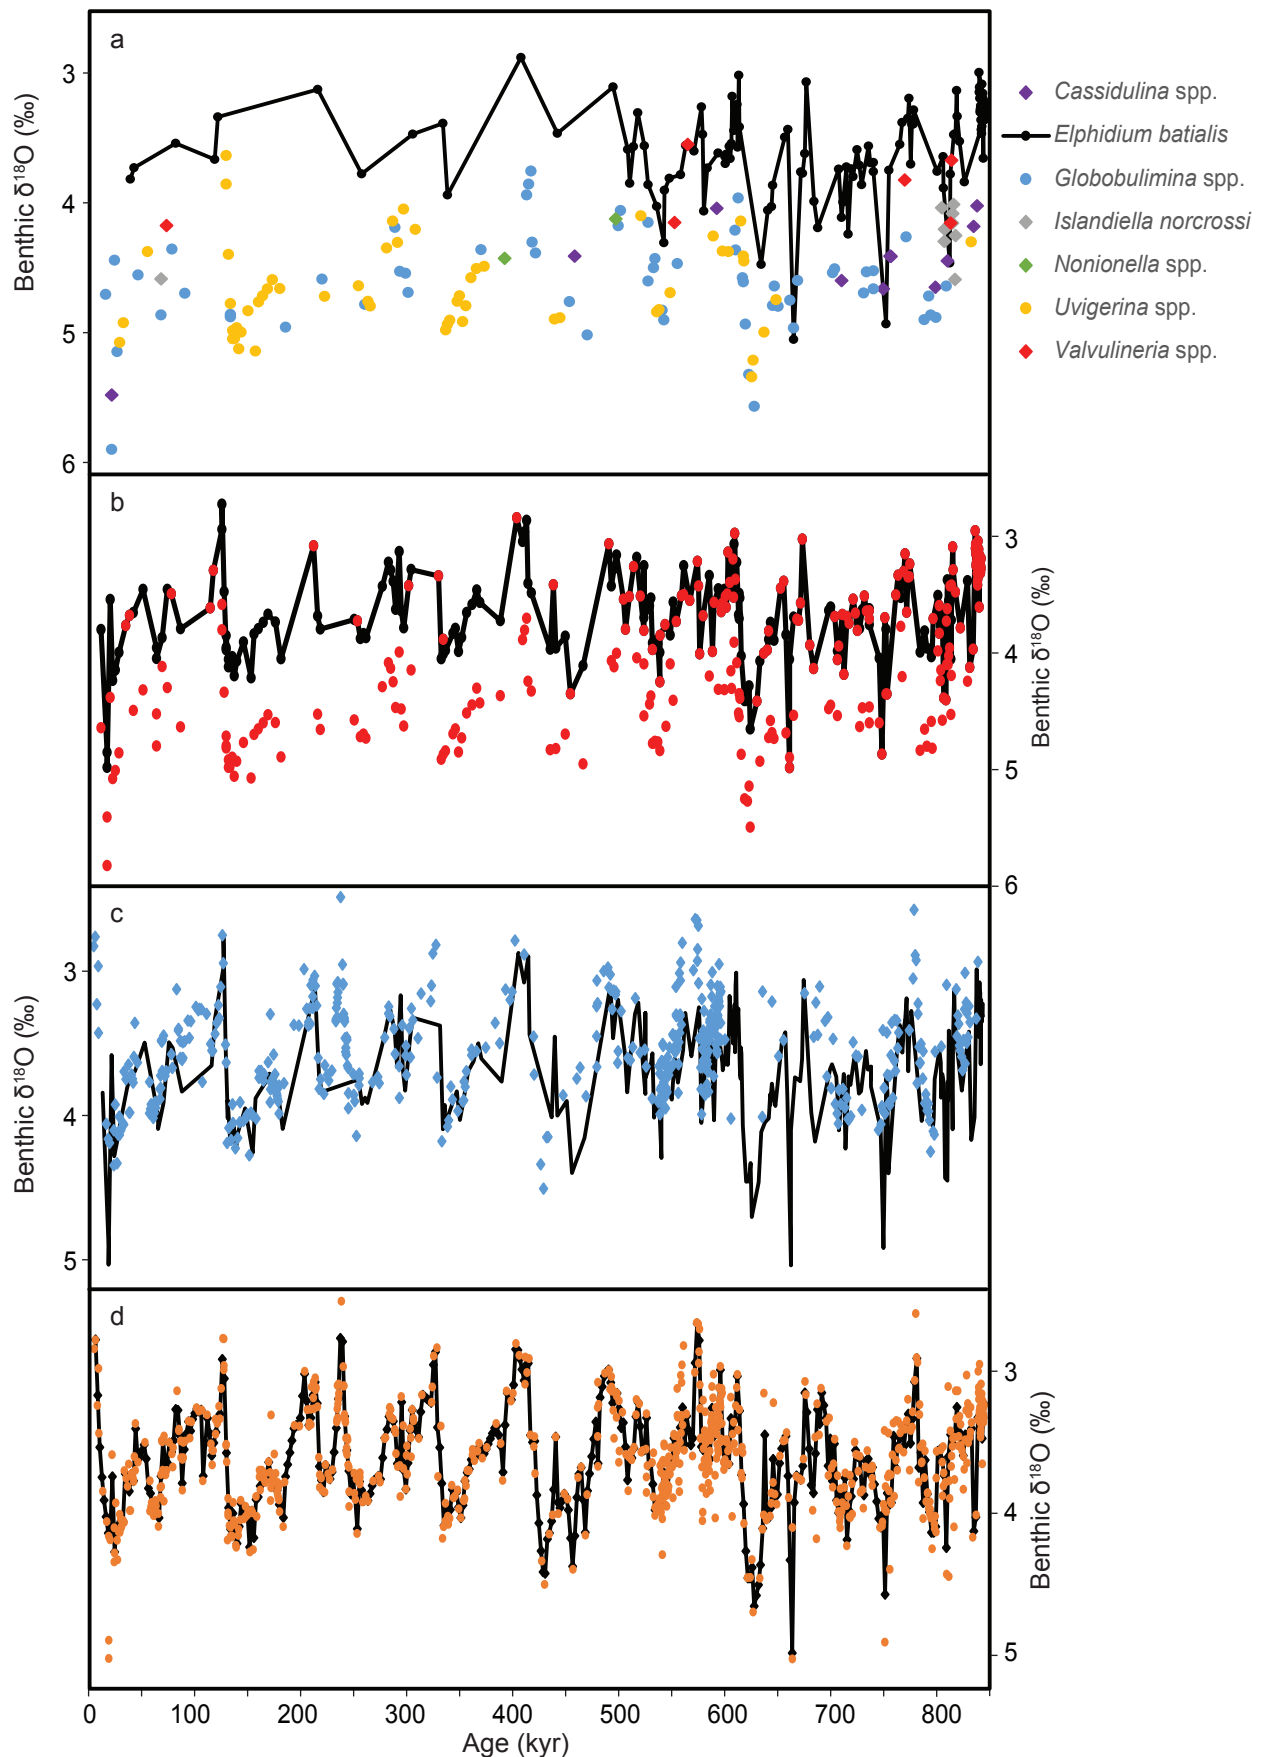 a
3
4
5
6
Benthic δ¹⁸O (‰)
Cassidulina spp.
Elphidium batialis
Globobulimina spp.
Islandiella norcrossi
Nonionella spp.
Uvigerina spp.
Valvulineria spp.
b
3
4
5
6
Benthic δ¹⁸O (‰)
c
3
4
5
Benthic δ¹⁸O (‰)
d
3
4
5
Benthic δ¹⁸O (‰)
0 100 200 300 400 500 600 700 800
Age (kyr)